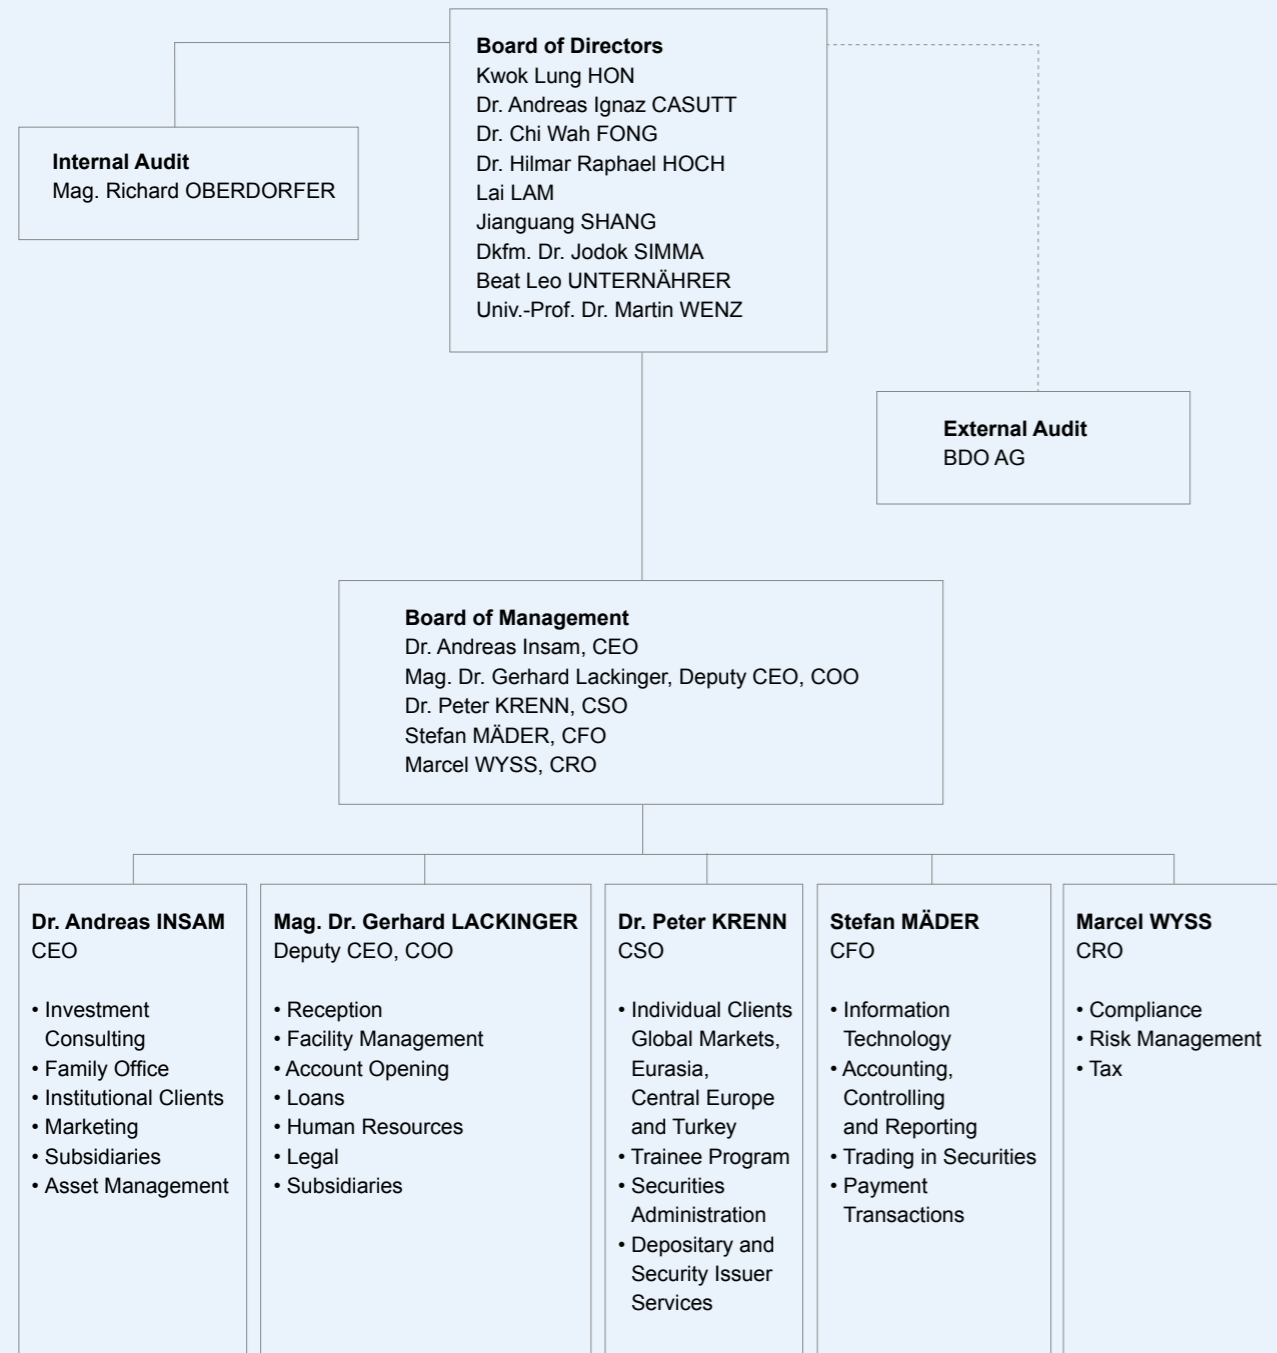 Board of Directors
Kwok Lung HON
Dr. Andreas Ignaz CASUTT
Dr. Chi Wah FONG
Dr. Hilmar Raphael HOCH
Lai LAM
Jianguang SHANG
Dkfm. Dr. Jodok SIMMA
Beat Leo UNTERNÄHRER
Univ.-Prof. Dr. Martin WENZ
Internal Audit
Mag. Richard OBERDORFER
External Audit
BDO AG
Board of Management
Dr. Andreas Insam, CEO
Mag. Dr. Gerhard Lackinger, Deputy CEO, COO
Dr. Peter KRENN, CSO
Stefan MÄDER, CFO
Marcel WYSS, CRO
Dr. Andreas INSAM
CEO
• Investment
Consulting
• Family Office
• Institutional Clients
• Marketing
• Subsidiaries
• Asset Management
Mag. Dr. Gerhard LACKINGER
Deputy CEO, COO
• Reception
• Facility Management
• Account Opening
• Loans
• Human Resources
• Legal
• Subsidiaries
Dr. Peter KRENN
CSO
• Individual Clients
Global Markets,
Eurasia,
Central Europe
and Turkey
• Trainee Program
• Securities
Administration
• Depositary and
Security Issuer
Services
Stefan MÄDER
CFO
• Information
Technology
• Accounting,
Controlling
and Reporting
• Trading in Securities
• Payment
Transactions
Marcel WYSS
CRO
• Compliance
• Risk Management
• Tax